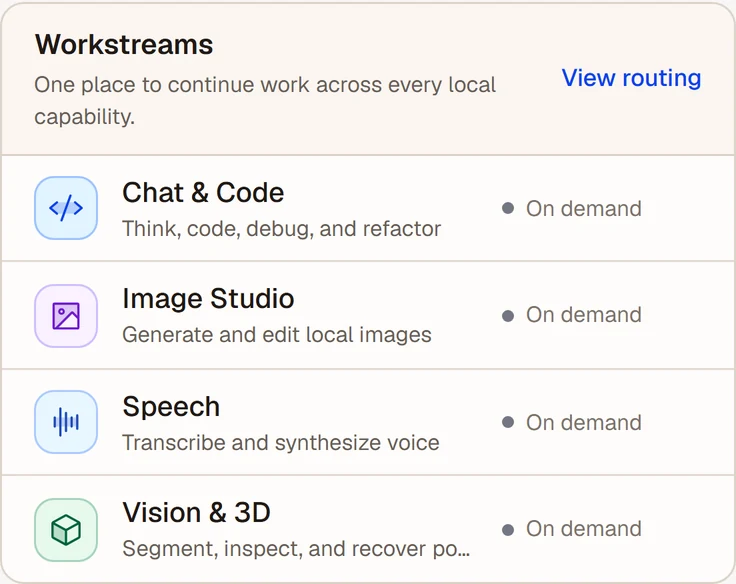 Workstreams
One place to continue work across every local
capability.
View routing
Chat & Code
Think, code, debug, and refactor
On demand
Image Studio
Generate and edit local images
On demand
Speech
Transcribe and synthesize voice
On demand
Vision & 3D
Segment, inspect, and recover po...
On demand